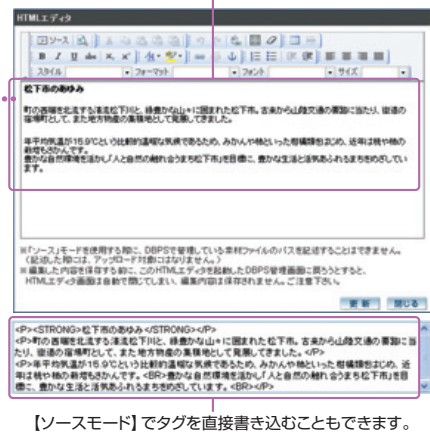 HTMLエディタ
ソース
B I U abc x₂ x²
スタイル フォーマット フォント サイズ
松下市のあゆみ
町の西端を北流する清流松下川と、緑豊かな山々に囲まれた松下市。古来から山陸交通の要路に当たり、街道の
宿場町として、また地方物産の集積地として発展してきました。
年平均気温が15.9℃という比較的温暖な気候であるため、みかんや柿といった柑橘類をはじめ、近年は桃や柿の
栽培もさかんです。
豊かな自然環境を活かし「人と自然の触れ合うまち松下市」を目標に、豊かな生活と活気あふれるまちをめざしてい
ます。
※「ソース」モードを使用する際に、DBPSで管理している素材ファイルのパスを記述することはできません。
(記述した際には、アップロード対象にはなりません。)
※編集した内容を保存する前に、このHTMLエディタを起動したDBPS管理画面に戻ろうとすると、
HTMLエディタ画面は自動で閉じてしまい、編集内容は保存されません。ご注意下さい。
更新 閉じる
<P><STRONG>松下市のあゆみ</STRONG></P>
<P>町の西端を北流する清流松下川と、緑豊かな山々に囲まれた松下市。古来から山陸交通の要路に当
たり、街道の宿場町として、また地方物産の集積地として発展してきました。</P>
<P>年平均気温が15.9℃という比較的温暖な気候であるため、みかんや柿といった柑橘類をはじめ、近
年は桃や柿の栽培もさかんです。<BR>豊かな自然環境を活かし「人と自然の触れ合うまち松下市」を目
標に、豊かな生活と活気あふれるまちをめざしています。<BR></P>
【ソースモード】でタグを直接書き込むこともできます。